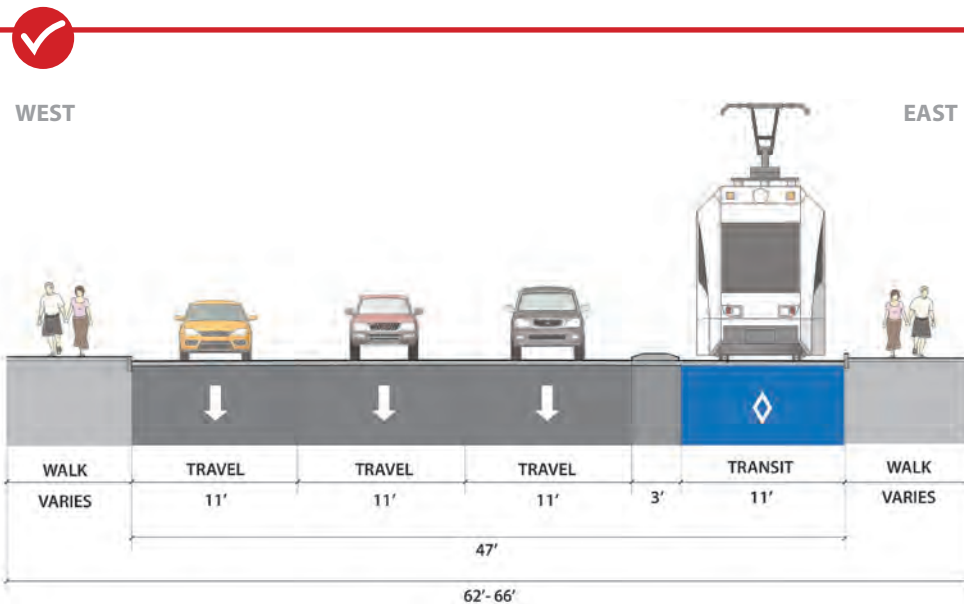 WEST EAST
WALK TRAVEL TRAVEL TRAVEL TRANSIT WALK
VARIES 11' 11' 11' 3' 11' VARIES
47'
62'- 66'